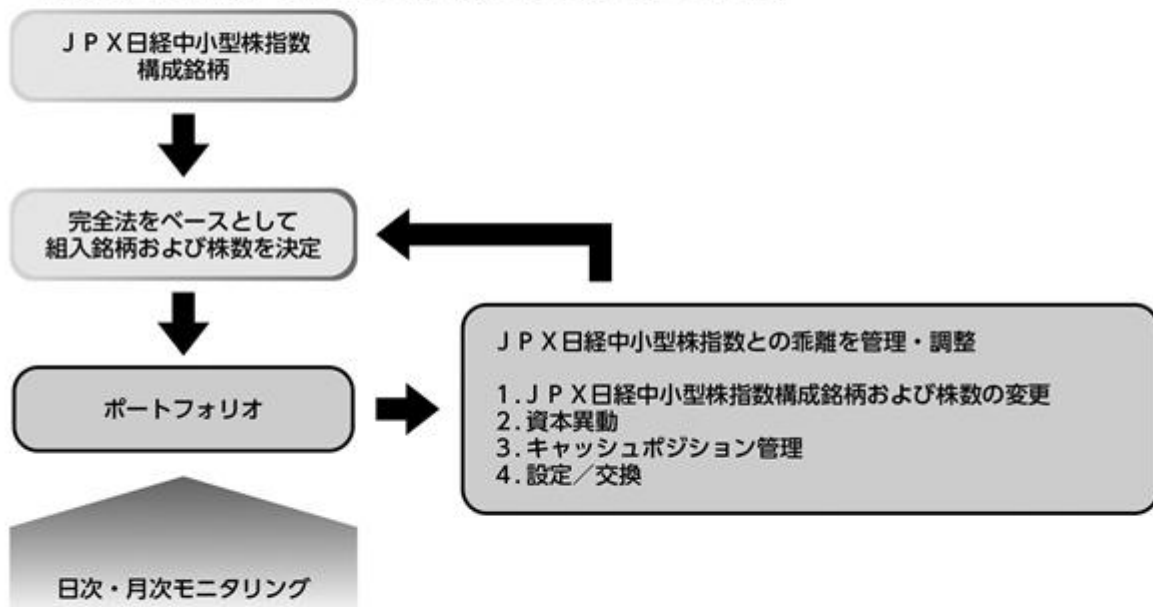 ＪＰＸ日経中小型株指数
構成銘柄
完全法をベースとして
組入銘柄および株数を決定
ポートフォリオ
ＪＰＸ日経中小型株指数との乖離を管理・調整
１.ＪＰＸ日経中小型株指数構成銘柄および株数の変更
２.資本異動
３.キャッシュポジション管理
４.設定／交換
日次・月次モニタリング